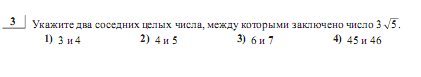 3 Укажите два соседних целых числа, между которыми заключено число 3√5.
1) 3 и 4 2) 4 и 5 3) 6 и 7 4) 45 и 46